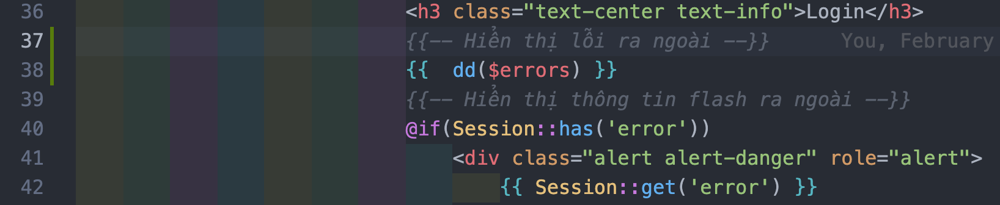 36 <h3 class="text-center text-info">Login</h3>
37 {{-- Hiển thị lỗi ra ngoài --}} You, February
38 {{  dd($errors) }}
39 {{-- Hiển thị thông tin flash ra ngoài --}}
40 @if(Session::has('error'))
41 <div class="alert alert-danger" role="alert">
42 {{ Session::get('error') }}